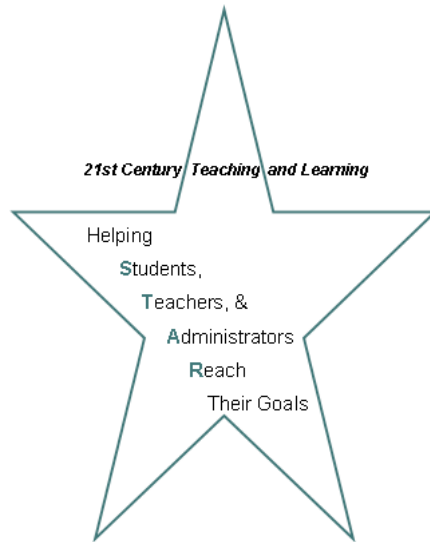 21st Century Teaching and Learning
Helping
Students,
Teachers, &
Administrators
Reach
Their Goals